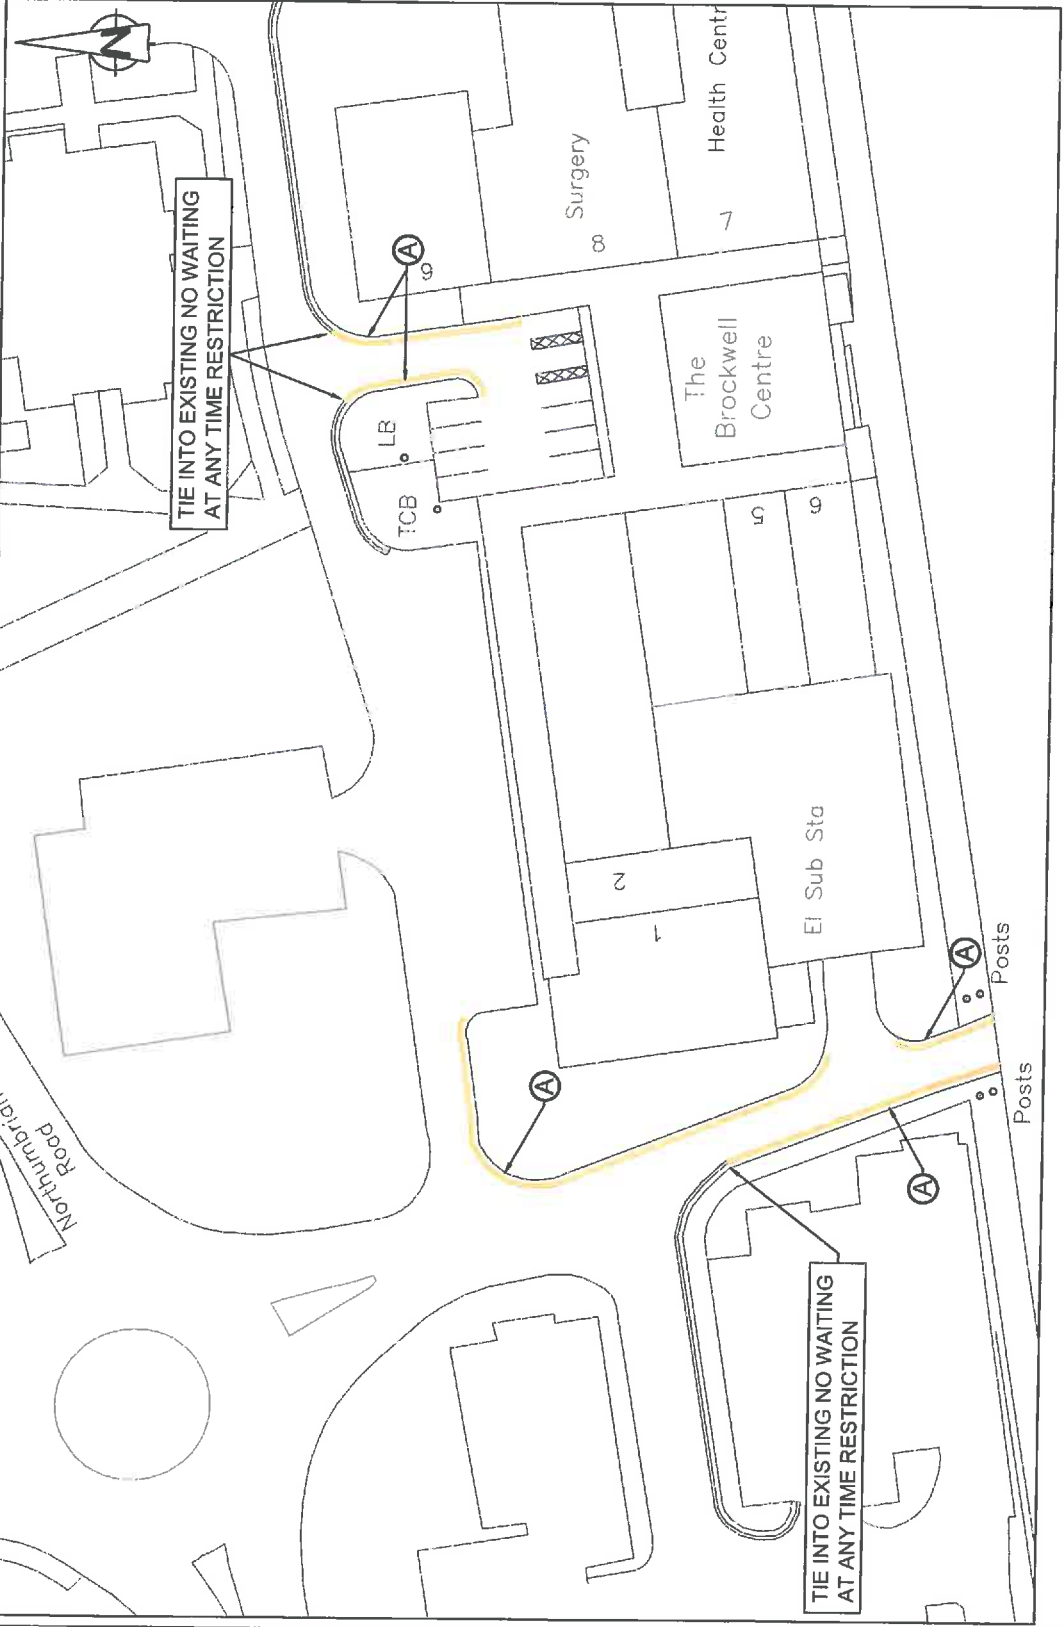 N
Northumbrian
Road
TIE INTO EXISTING NO WAITING
AT ANY TIME RESTRICTION
A
9
LB
TCB
Surgery
8
Health Centr
7
The
Brockwell
Centre
5
6
2
1
El Sub Sta
A
A
Posts
Posts
A
TIE INTO EXISTING NO WAITING
AT ANY TIME RESTRICTION